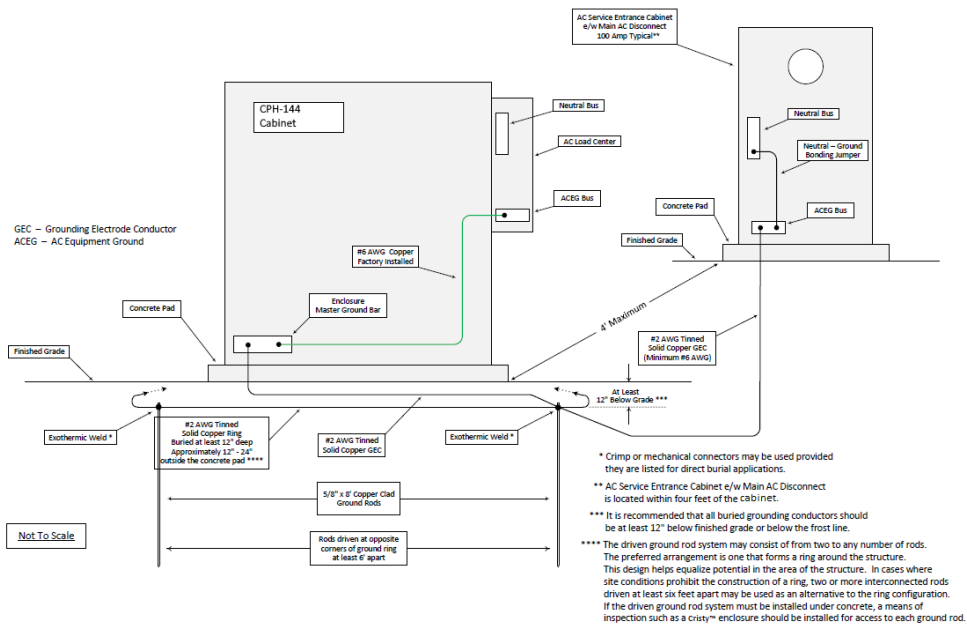 AC Service Entrance Cabinet
e/w Main AC Disconnect
100 Amp Typical**
CPH-144
Cabinet
Neutral Bus
AC Load Center
Neutral Bus
Neutral – Ground
Bonding Jumper
ACEG Bus
ACEG Bus
Concrete Pad
Finished Grade
GEC – Grounding Electrode Conductor
ACEG – AC Equipment Ground
#6 AWG Copper
Factory Installed
Enclosure
Master Ground Bar
Concrete Pad
4' Maximum
#2 AWG Tinned
Solid Copper GEC
(Minimum #6 AWG)
Finished Grade
At Least
12" Below Grade ***
Exothermic Weld *
#2 AWG Tinned
Solid Copper Ring
Buried at least 12" deep
Approximately 12" - 24"
outside the concrete pad ****
#2 AWG Tinned
Solid Copper GEC
Exothermic Weld *
5/8" x 8' Copper Clad
Ground Rods
Not To Scale
Rods driven at opposite
corners of ground ring
at least 6' apart
* Crimp or mechanical connectors may be used provided
they are listed for direct burial applications.
** AC Service Entrance Cabinet e/w Main AC Disconnect
is located within four feet of the cabinet.
*** It is recommended that all buried grounding conductors should
be at least 12" below finished grade or below the frost line.
**** The driven ground rod system may consist of from two to any number of rods.
The preferred arrangement is one that forms a ring around the structure.
This design helps equalize potential in the area of the structure. In cases where
site conditions prohibit the construction of a ring, two or more interconnected rods
driven at least six feet apart may be used as an alternative to the ring configuration.
If the driven ground rod system must be installed under concrete, a means of
inspection such as a cristy™ enclosure should be installed for access to each ground rod.